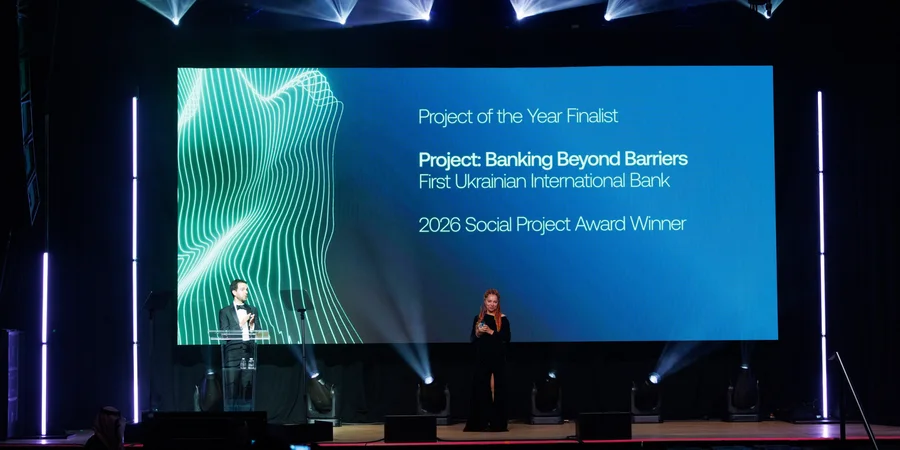 Project of the Year Finalist
Project: Banking Beyond Barriers
First Ukrainian International Bank
2026 Social Project Award Winner